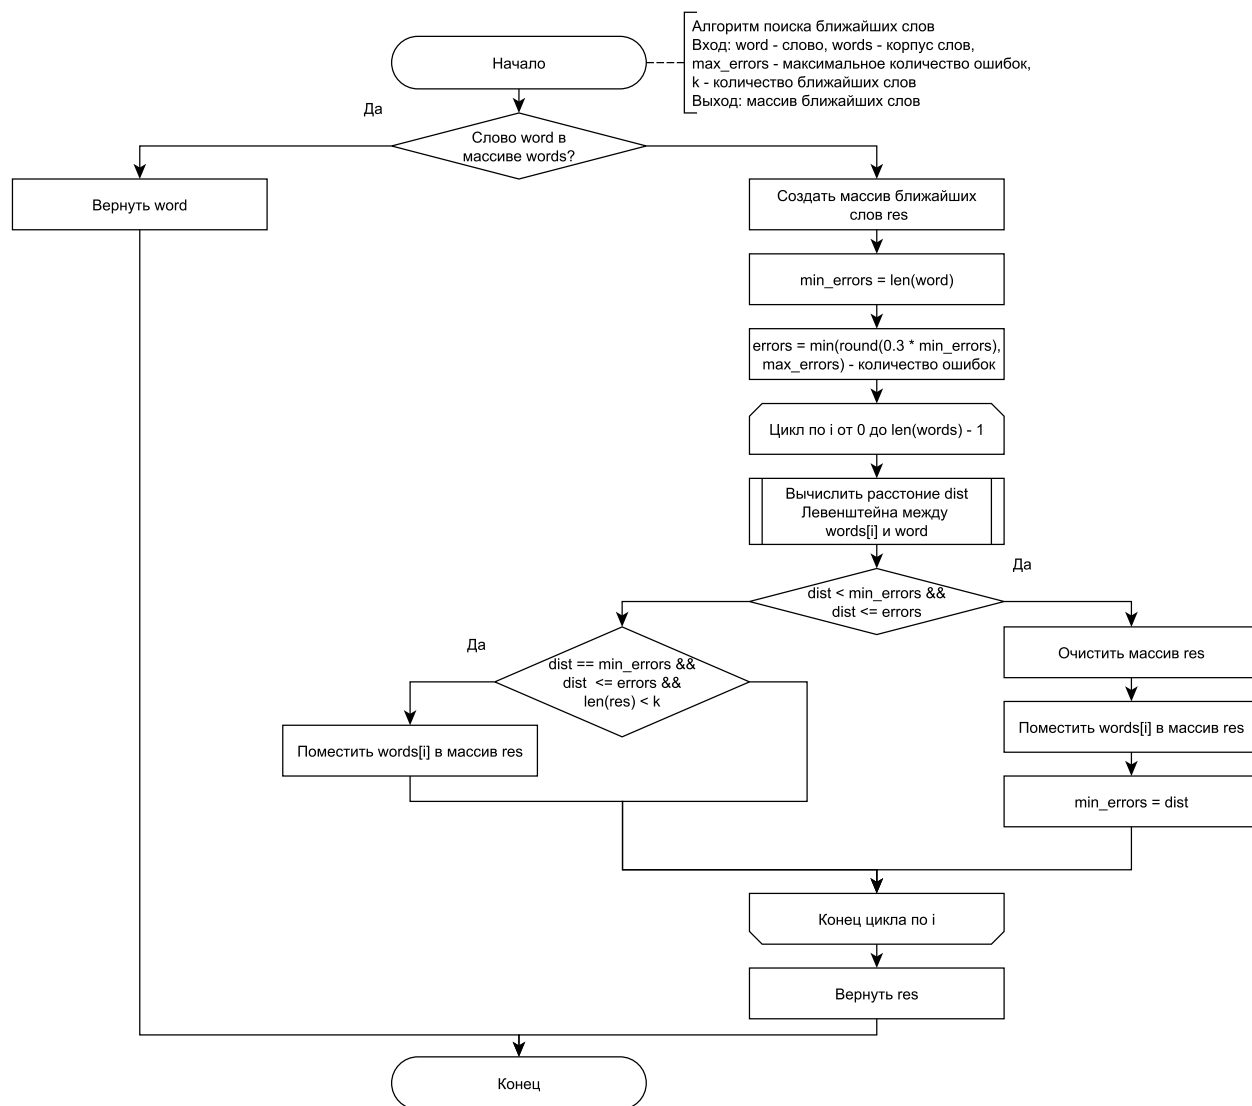 Алгоритм поиска ближайших слов
Вход: word - слово, words - корпус слов,
max_errors - максимальное количество ошибок,
k - количество ближайших слов
Выход: массив ближайших слов
Начало
Да
Слово word в
массиве words?
Вернуть word
Создать массив ближайших
слов res
min_errors = len(word)
errors = min(round(0.3 * min_errors),
max_errors) - количество ошибок
Цикл по i от 0 до len(words) - 1
Вычислить расстоние dist
Левенштейна между
words[i] и word
Да
dist < min_errors &&
dist <= errors
Да
dist == min_errors &&
dist <= errors &&
len(res) < k
Очистить массив res
Поместить words[i] в массив res
Поместить words[i] в массив res
min_errors = dist
Конец цикла по i
Вернуть res
Конец